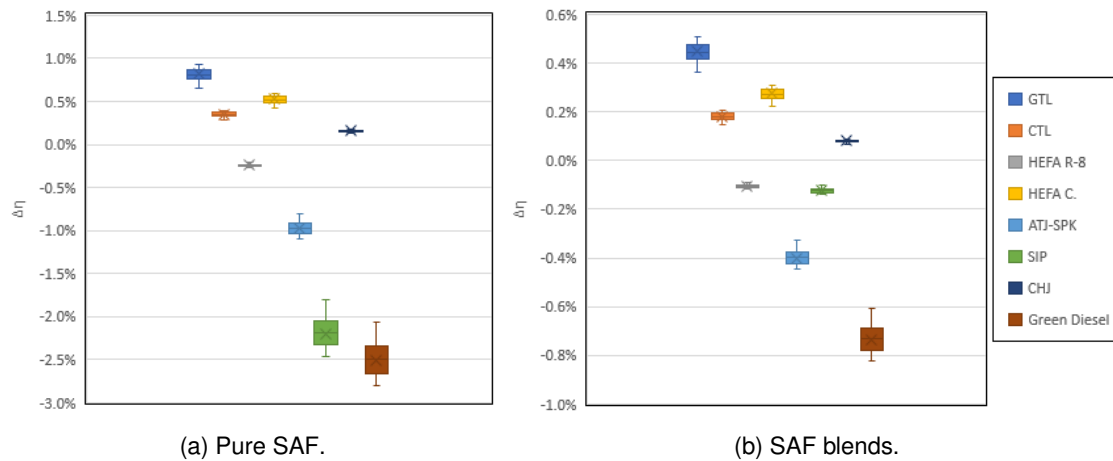 1.5%
1.0%
0.5%
0.0%
-0.5%
-1.0%
-1.5%
-2.0%
-2.5%
-3.0%
Δη
(a) Pure SAF.
0.6%
0.4%
0.2%
0.0%
-0.2%
-0.4%
-0.6%
-0.8%
-1.0%
Δη
(b) SAF blends.
GTL
CTL
HEFA R-8
HEFA C.
ATJ-SPK
SIP
CHJ
Green Diesel